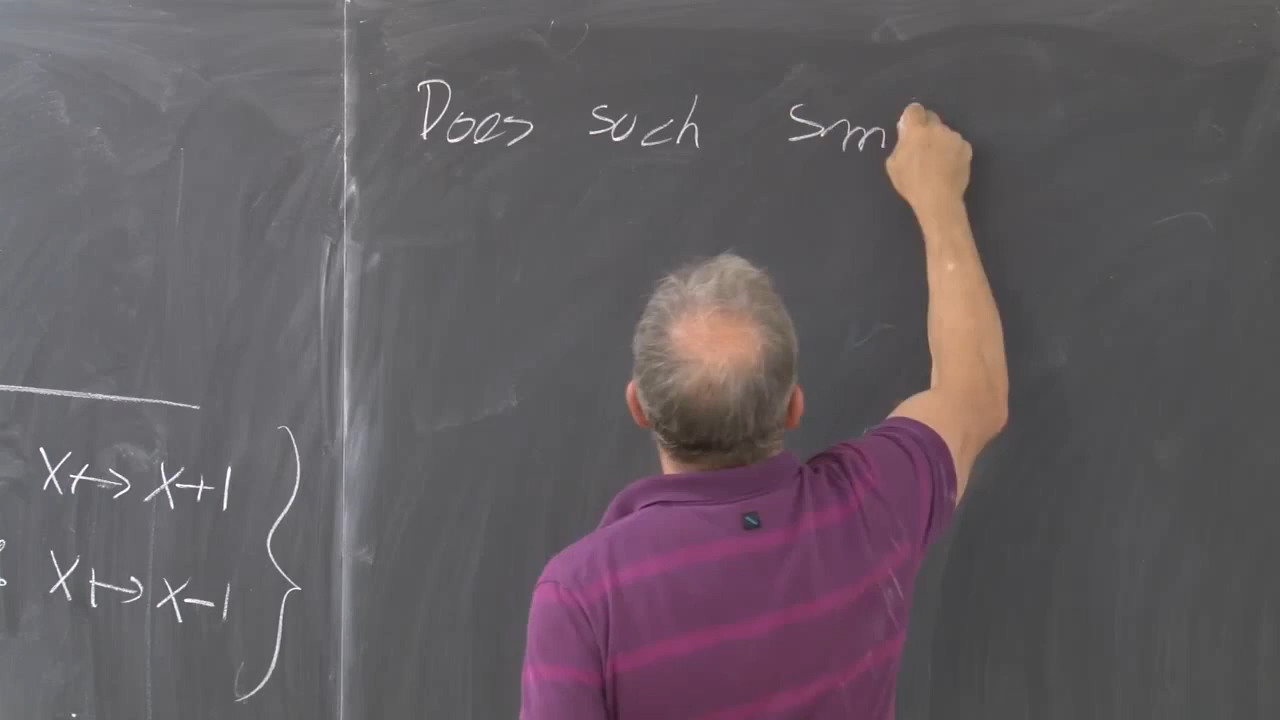 Does such sm
X ↦ X+1
X ↦ X-1